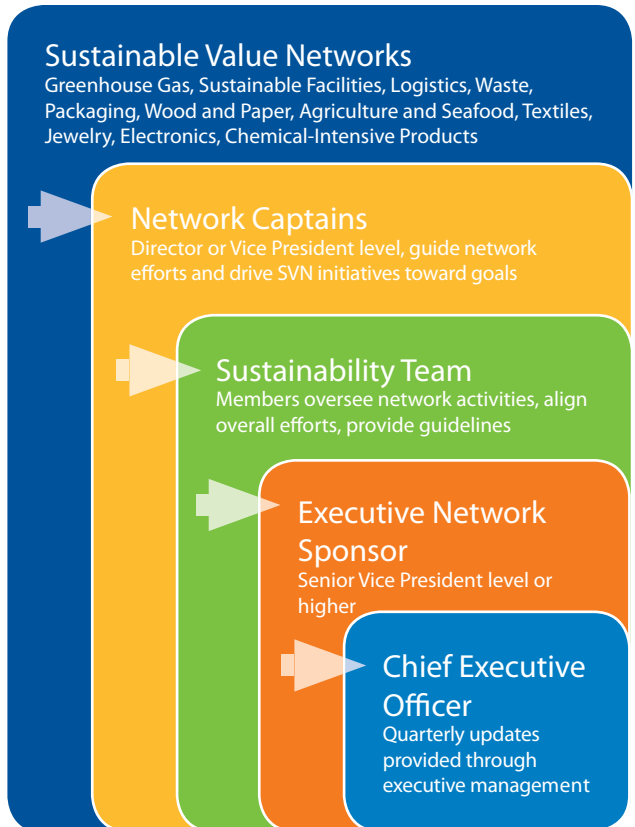 Sustainable Value Networks
Greenhouse Gas, Sustainable Facilities, Logistics, Waste,
Packaging, Wood and Paper, Agriculture and Seafood, Textiles,
Jewelry, Electronics, Chemical-Intensive Products
Network Captains
Director or Vice President level, guide network
efforts and drive SVN initiatives toward goals
Sustainability Team
Members oversee network activities, align
overall efforts, provide guidelines
Executive Network
Sponsor
Senior Vice President level or
higher
Chief Executive
Officer
Quarterly updates
provided through
executive management